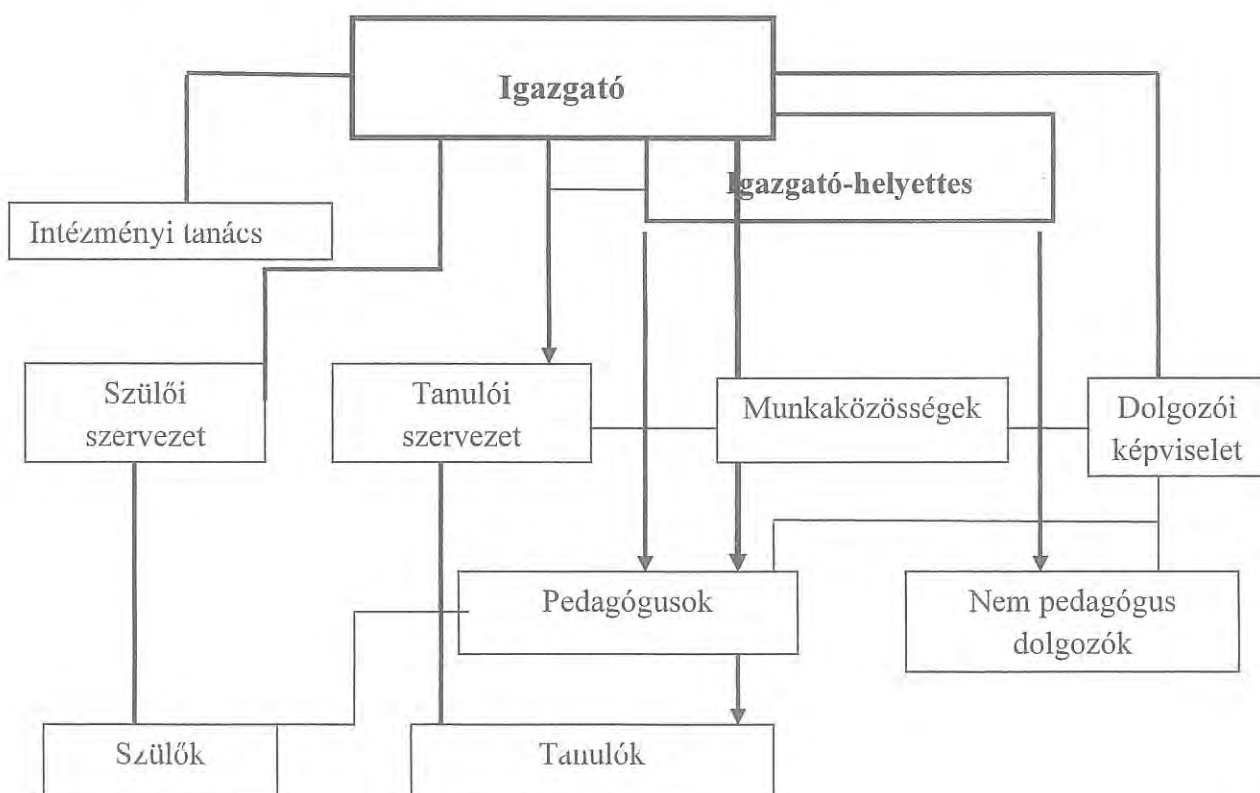 Igazgató
Igazgató-helyettes
Intézményi tanács
Szülői
szervezet
Tanulói
szervezet
Munkaközösségek
Dolgozói
képviselet
Pedagógusok
Nem pedagógus
dolgozók
Szülők
Tanulók